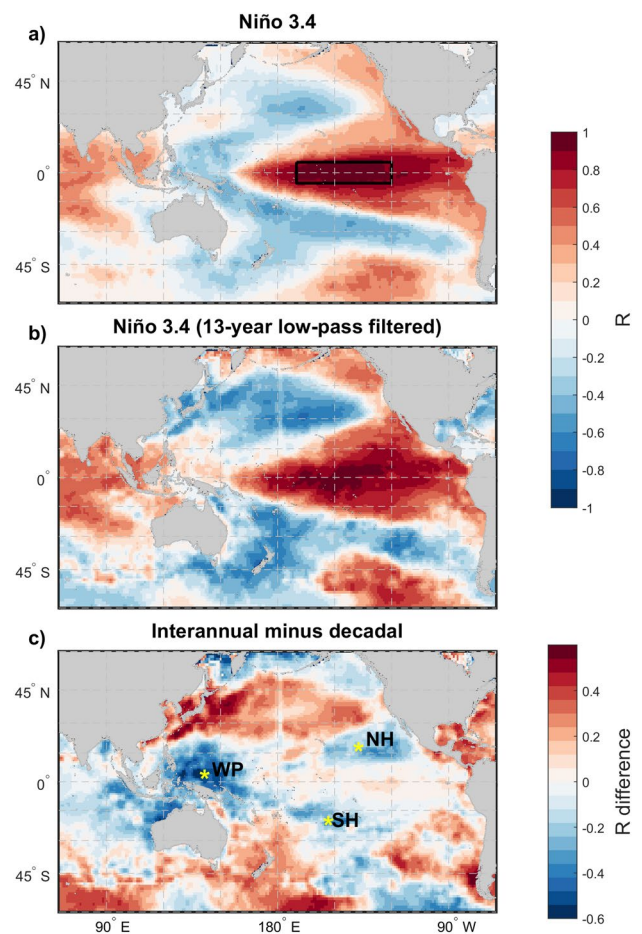 Niño 3.4
a)
45° N
0°
45° S
Niño 3.4 (13-year low-pass filtered)
b)
45° N
0°
45° S
1
0.8
0.6
0.4
0.2
0
-0.2
-0.4
-0.6
-0.8
-1
R
Interannual minus decadal
c)
45° N
0°
45° S
NH
WP
SH
90° E
180° E
90° W
0.4
0.2
0
-0.2
-0.4
-0.6
R difference